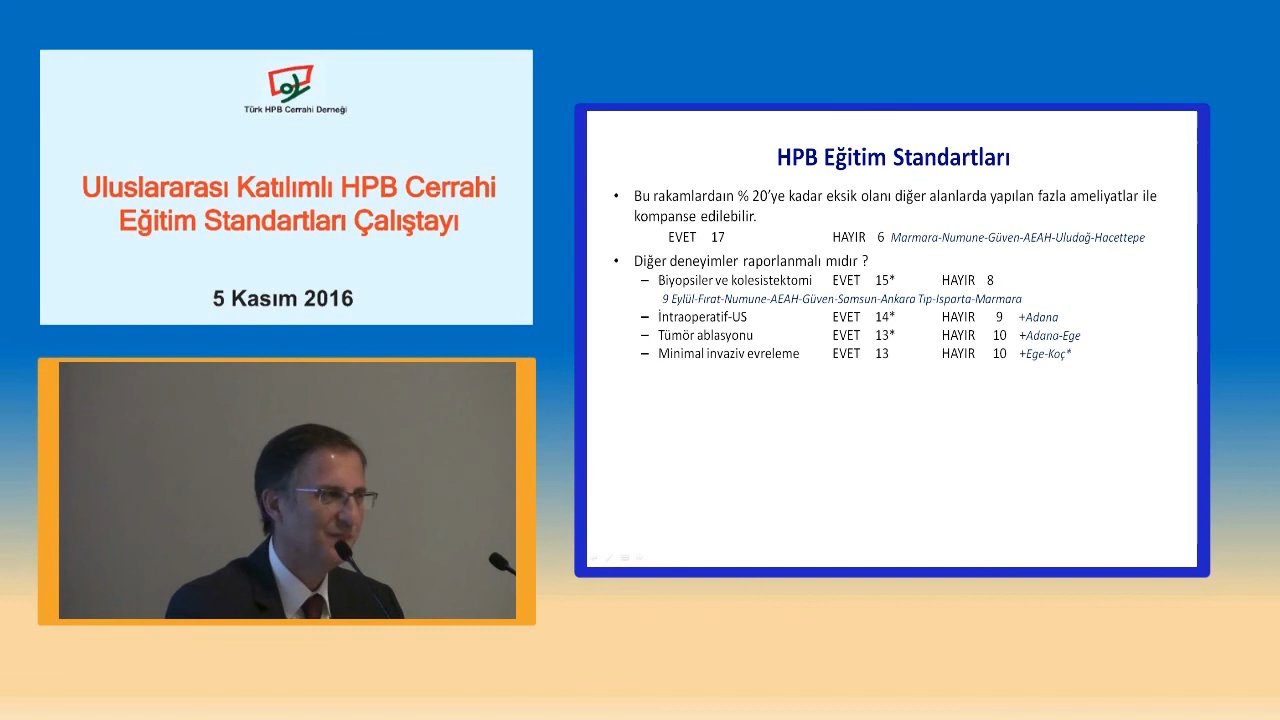 Türk HPB Cerrahi Derneği
Uluslararası Katılımlı HPB Cerrahi
Eğitim Standartları Çalıştayı
5 Kasım 2016
HPB Eğitim Standartları
• Bu rakamlardaın % 20'ye kadar eksik olanı diğer alanlarda yapılan fazla ameliyatlar ile
kompanse edilebilir.
EVET 17 HAYIR 6 Marmara-Numune-Güven-AEAH-Uludağ-Hacettepe
• Diğer deneyimler raporlanmalı mıdır ?
– Biyopsiler ve kolesistektomi EVET 15* HAYIR 8
9 Eylül-Fırat-Numune-AEAH-Güven-Samsun-Ankara Tıp-Isparta-Marmara
– İntraoperatif-US EVET 14* HAYIR 9 +Adana
– Tümör ablasyonu EVET 13* HAYIR 10 +Adana-Ege
– Minimal invaziv evreleme EVET 13 HAYIR 10 +Ege-Koç*